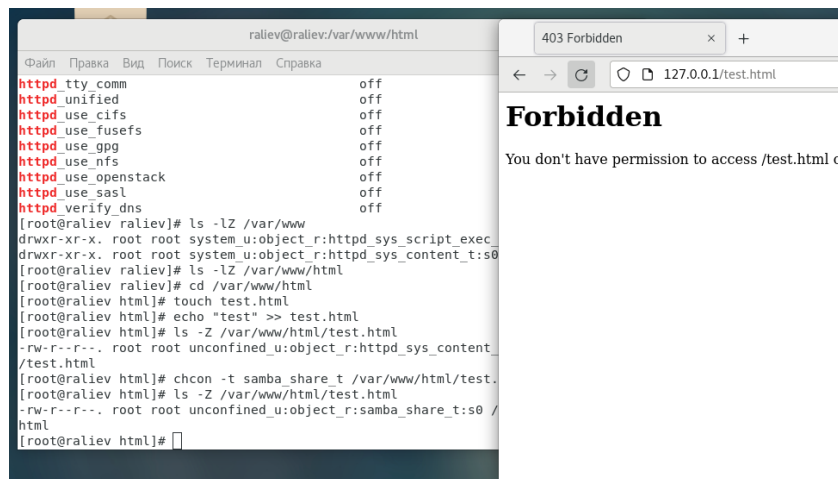 raliev@raliev:/var/www/html
Файл Правка Вид Поиск Терминал Справка
httpd_tty_comm off
httpd_unified off
httpd_use_cifs off
httpd_use_fusefs off
httpd_use_gpg off
httpd_use_nfs off
httpd_use_openstack off
httpd_use_sasl off
httpd_verify_dns off
[root@raliev raliev]# ls -lZ /var/www
drwxr-xr-x. root root system_u:object_r:httpd_sys_script_exec_
drwxr-xr-x. root root system_u:object_r:httpd_sys_content_t:s0
[root@raliev raliev]# ls -lZ /var/www/html
[root@raliev raliev]# cd /var/www/html
[root@raliev html]# touch test.html
[root@raliev html]# echo "test" >> test.html
[root@raliev html]# ls -Z /var/www/html/test.html
-rw-r--r--. root root unconfined_u:object_r:httpd_sys_content_
/test.html
[root@raliev html]# chcon -t samba_share_t /var/www/html/test.
[root@raliev html]# ls -Z /var/www/html/test.html
-rw-r--r--. root root unconfined_u:object_r:samba_share_t:s0 /
html
[root@raliev html]#
403 Forbidden × +
127.0.0.1/test.html
Forbidden
You don't have permission to access /test.html